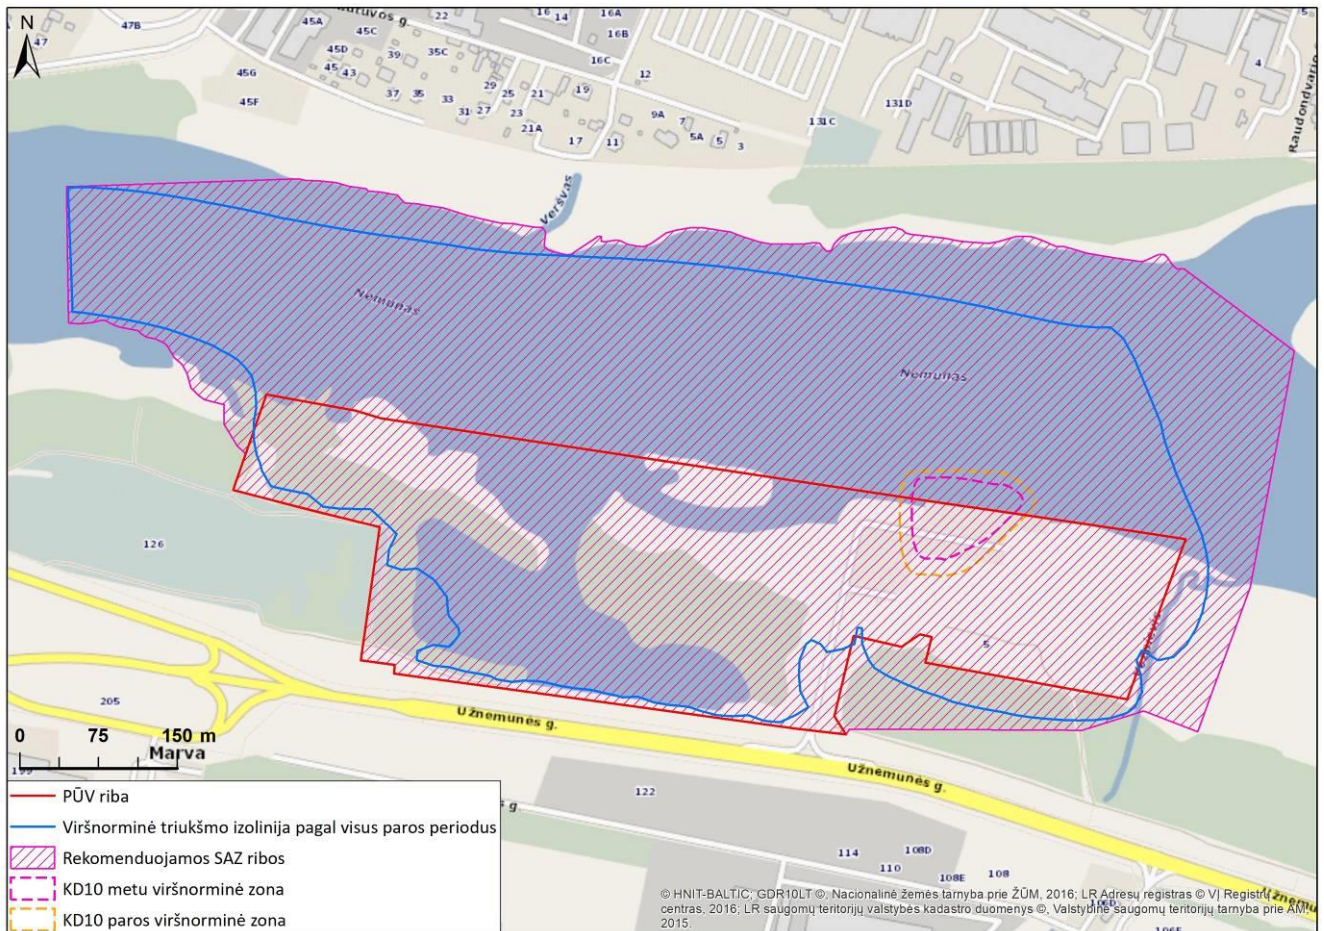 N
47
47B
45A
45C
22
16
14
16A
16B
16C
45D
39
35C
45
43
45G
45F
37
35
33
29
25
21
19
31
27
23
21A
17
11
12
9A
7
5A
5
3
131C
131D
4
Raudondvario
Veršvas
Nemunas
Nemunas
126
5
205
Užnemunės g.
Užnemunės g.
0 75 150 m
Marva
199
122
114
110
108D
108E
108
106D
106E
PŪV riba
Viršnorminė triukšmo izolinija pagal visus paros periodus
Rekomenduojamos SAZ ribos
KD10 metu viršnorminė zona
KD10 paros viršnorminė zona
© HNIT-BALTIC; GDR10LT ©, Nacionalinė žemės tarnyba prie ŽŪM, 2016; LR Adresų registras © VĮ Registrų
centras, 2016; LR saugomų teritorijų valstybės kadastro duomenys ©, Valstybinė saugomų teritorijų tarnyba prie AM,
2015.